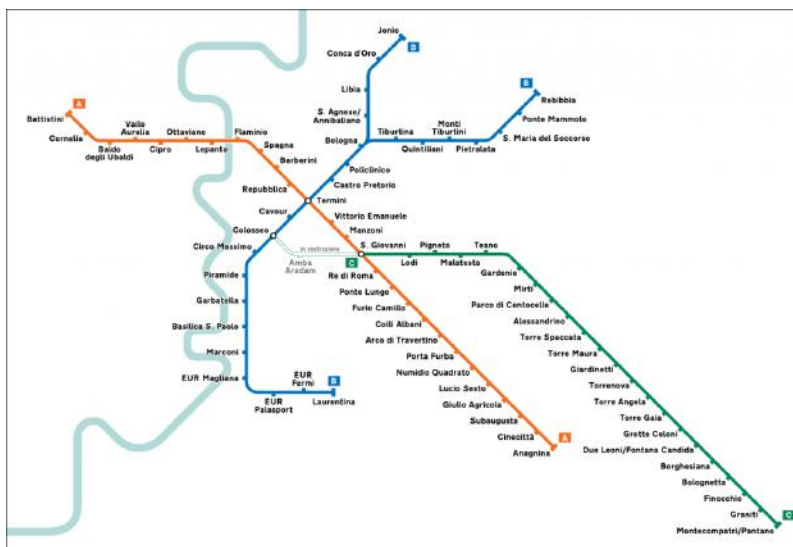 Jonio
B
Conca d'Oro
Libia
S. Agnese/
Annibaliano
Bologna
B
Rebibbia
Ponte Mammolo
S. Maria del Soccorso
Tiburtina
Monti
Tiburtini
Quintiliani
Pietralata
Policlinico
Castro Pretorio
A
Battistini
Cornelia
Valle
Aurelia
Baldo
degli Ubaldi
Cipro
Ottaviano
Lepanto
Flaminio
Spagna
Barberini
Repubblica
Termini
Cavour
Colosseo
Circo Massimo
Vittorio Emanuele
Manzoni
in costruzione
Amba
Aradam
C
S. Giovanni
Lodi
Pigneto
Malatesta
Teano
Gardenie
Mirti
Parco di Centocelle
Alessandrino
Torre Spaccata
Torre Maura
Giardinetti
Torrenova
Torre Angela
Torre Gaia
Grotte Celoni
Due Leoni/Fontana Candida
Borghesiana
Bolognetta
Finocchio
Graniti
Montecompatri/Pantano
C
Re di Roma
Ponte Lungo
Furio Camillo
Colli Albani
Arco di Travertino
Porta Furba
Numidio Quadrato
Lucio Sesto
Giulio Agricola
Subaugusta
Cinecittà
Anagnina
A
Piramide
Garbatella
Basilica S. Paolo
Marconi
EUR Magliana
EUR
Palasport
EUR
Fermi
Laurentina
B